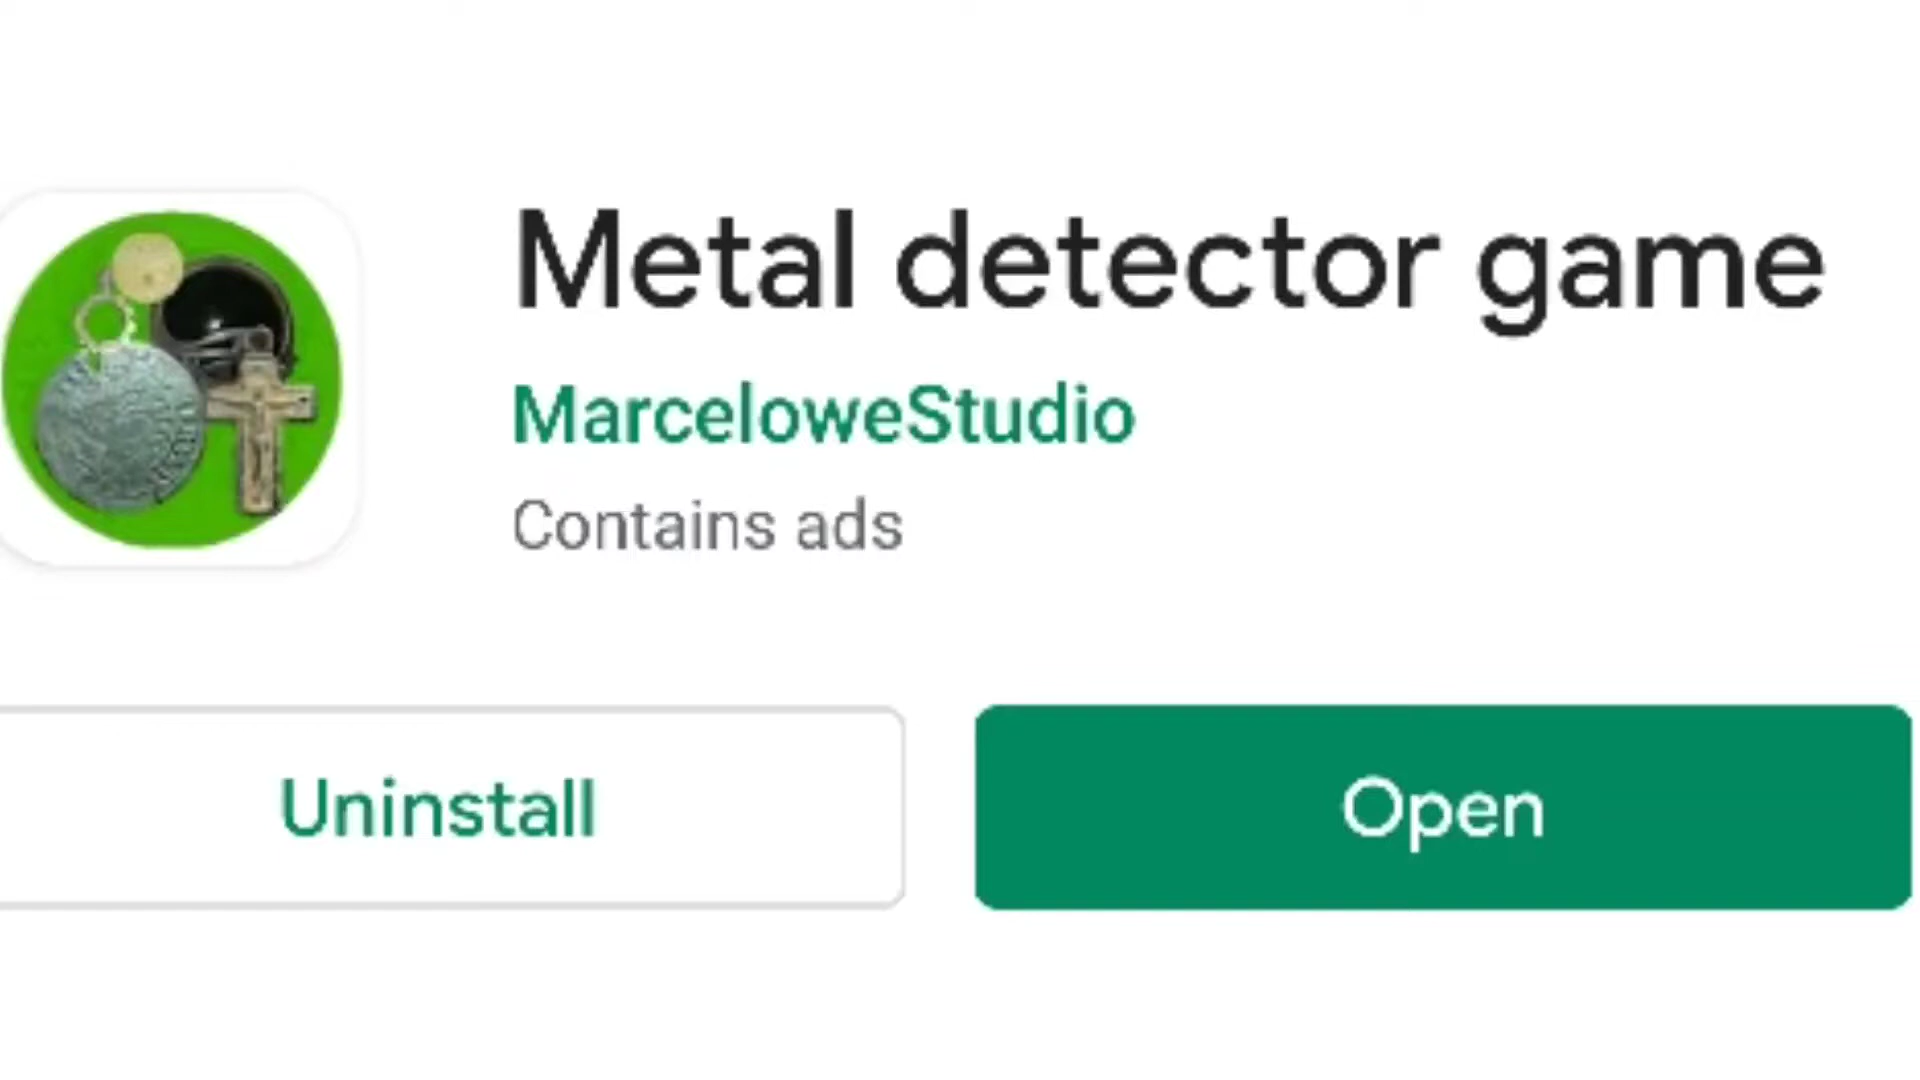 Metal detector game
MarceloweStudio
Contains ads
Uninstall
Open